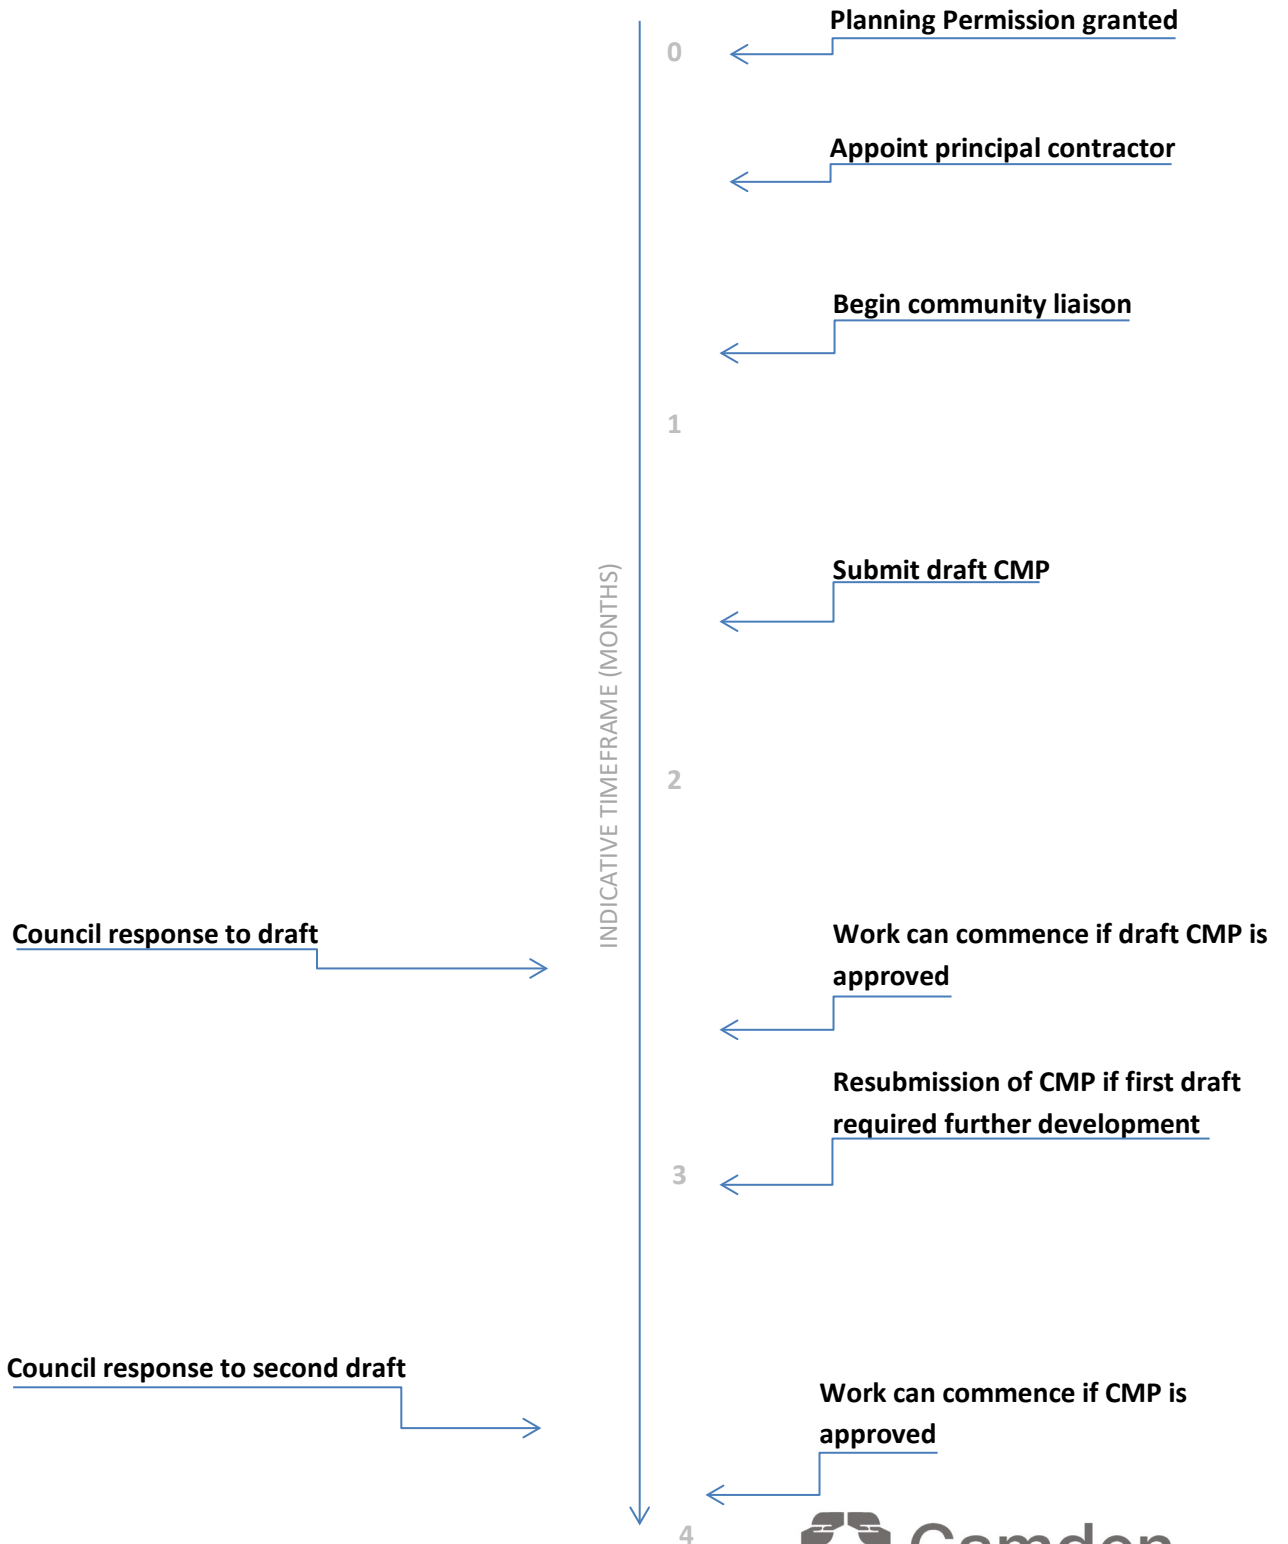 Planning Permission granted
0
Appoint principal contractor
Begin community liaison
1
Submit draft CMP
INDICATIVE TIMEFRAME (MONTHS)
2
Council response to draft
Work can commence if draft CMP is
approved
Resubmission of CMP if first draft
required further development
3
Council response to second draft
Work can commence if CMP is
approved
4
Camden